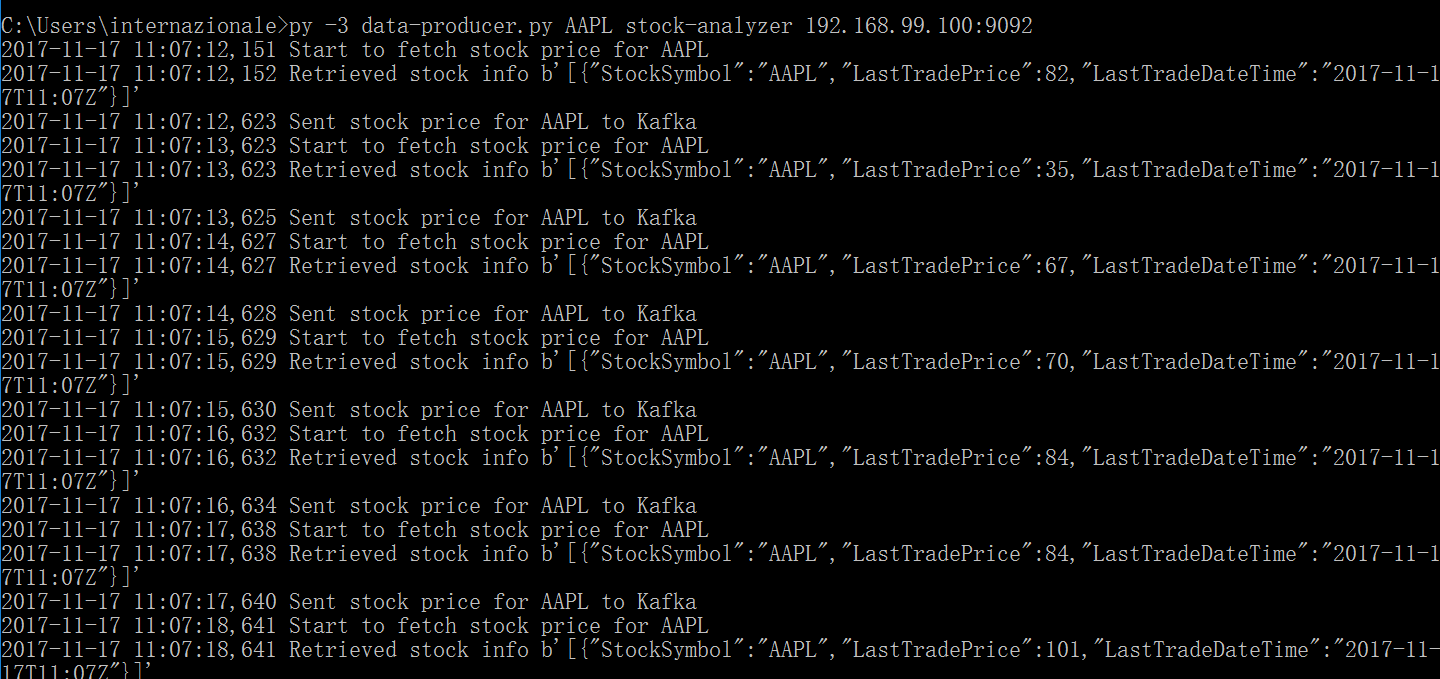 C:\Users\internazionale>py -3 data-producer.py AAPL stock-analyzer 192.168.99.100:9092
2017-11-17 11:07:12,151 Start to fetch stock price for AAPL
2017-11-17 11:07:12,152 Retrieved stock info b'[{"StockSymbol":"AAPL","LastTradePrice":82,"LastTradeDateTime":"2017-11-1
7T11:07Z"}]'
2017-11-17 11:07:12,623 Sent stock price for AAPL to Kafka
2017-11-17 11:07:13,623 Start to fetch stock price for AAPL
2017-11-17 11:07:13,623 Retrieved stock info b'[{"StockSymbol":"AAPL","LastTradePrice":35,"LastTradeDateTime":"2017-11-1
7T11:07Z"}]'
2017-11-17 11:07:13,625 Sent stock price for AAPL to Kafka
2017-11-17 11:07:14,627 Start to fetch stock price for AAPL
2017-11-17 11:07:14,627 Retrieved stock info b'[{"StockSymbol":"AAPL","LastTradePrice":67,"LastTradeDateTime":"2017-11-1
7T11:07Z"}]'
2017-11-17 11:07:14,628 Sent stock price for AAPL to Kafka
2017-11-17 11:07:15,629 Start to fetch stock price for AAPL
2017-11-17 11:07:15,629 Retrieved stock info b'[{"StockSymbol":"AAPL","LastTradePrice":70,"LastTradeDateTime":"2017-11-1
7T11:07Z"}]'
2017-11-17 11:07:15,630 Sent stock price for AAPL to Kafka
2017-11-17 11:07:16,632 Start to fetch stock price for AAPL
2017-11-17 11:07:16,632 Retrieved stock info b'[{"StockSymbol":"AAPL","LastTradePrice":84,"LastTradeDateTime":"2017-11-1
7T11:07Z"}]'
2017-11-17 11:07:16,634 Sent stock price for AAPL to Kafka
2017-11-17 11:07:17,638 Start to fetch stock price for AAPL
2017-11-17 11:07:17,638 Retrieved stock info b'[{"StockSymbol":"AAPL","LastTradePrice":84,"LastTradeDateTime":"2017-11-1
7T11:07Z"}]'
2017-11-17 11:07:17,640 Sent stock price for AAPL to Kafka
2017-11-17 11:07:18,641 Start to fetch stock price for AAPL
2017-11-17 11:07:18,641 Retrieved stock info b'[{"StockSymbol":"AAPL","LastTradePrice":101,"LastTradeDateTime":"2017-11-
17T11:07Z"}]'